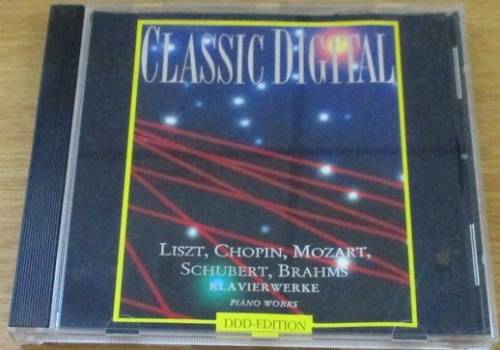 CLASSIC DIGITAL
LISZT, CHOPIN, MOZART,
SCHUBERT, BRAHMS
KLAVIERWERKE
PIANO WORKS
DDD-EDITION